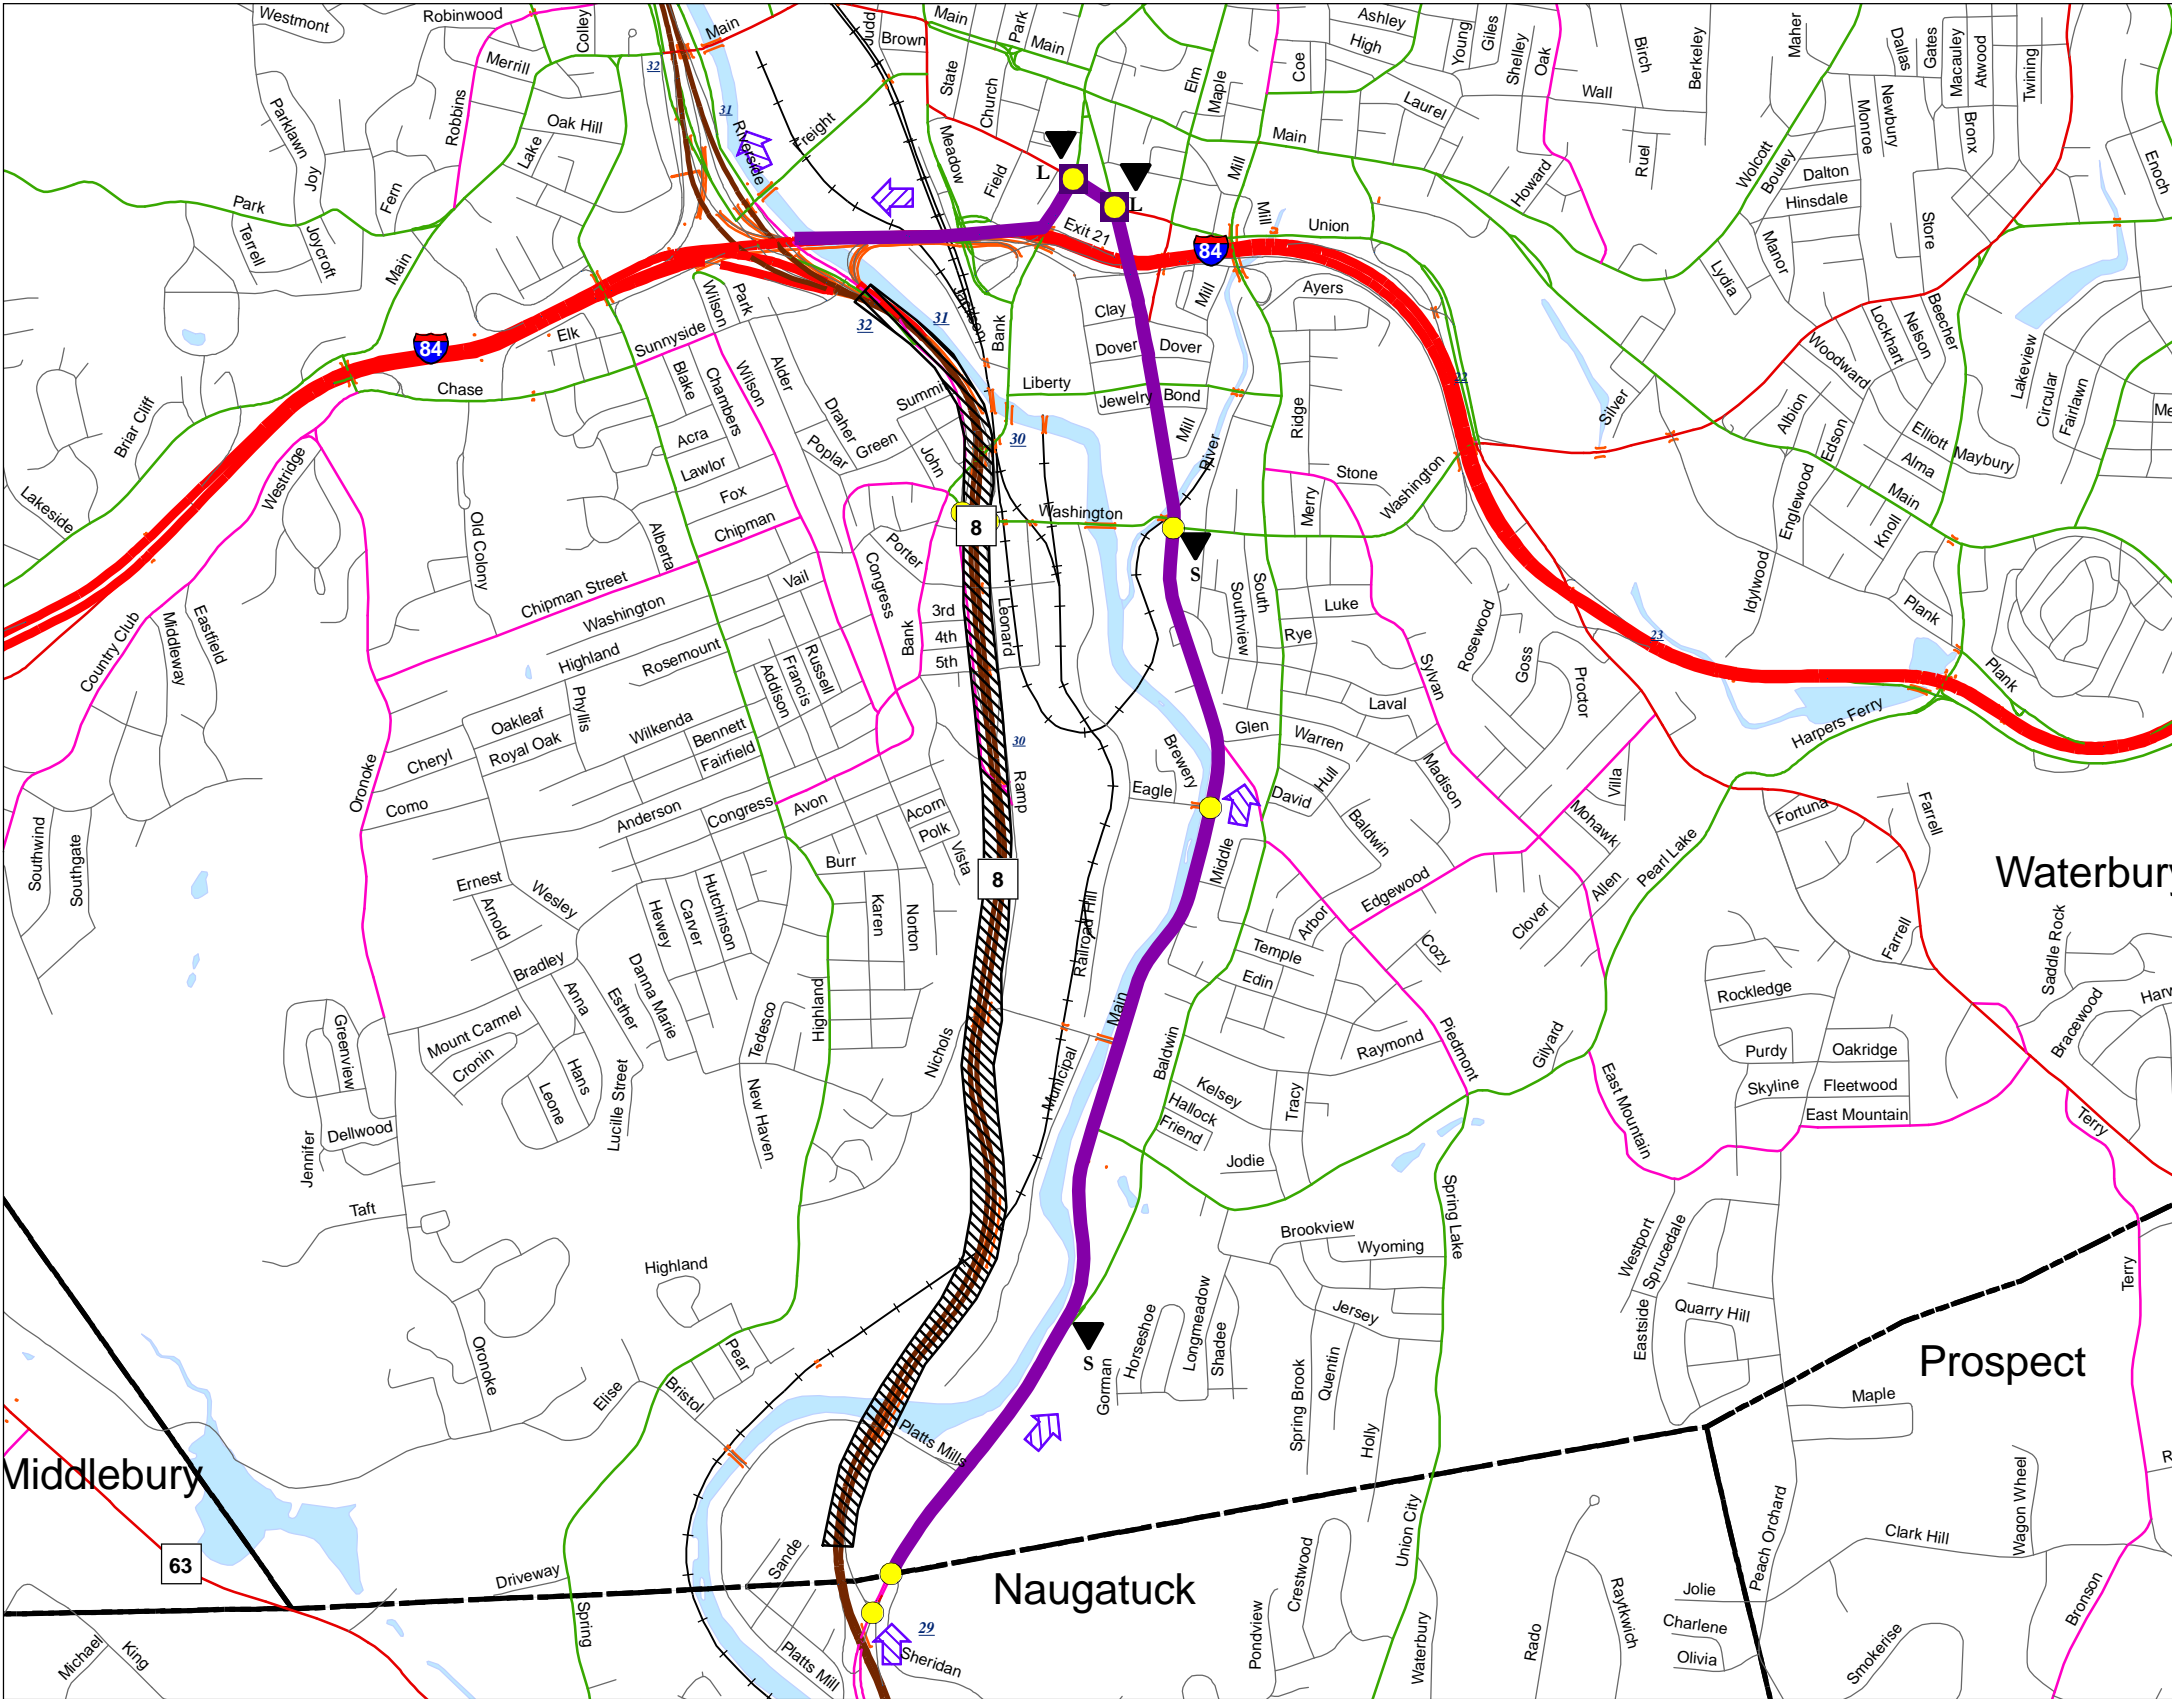 Westmont
Robinwood
Colley
Main
Judd
Brown
Main
Park
Main
Ashley
High
Young
Giles
Shelley
Oak
Birch
Berkeley
Maher
Dallas
Gates
Macauley
Atwood
Twining
Merrill
32
State
Church
Elm
Maple
Coe
Laurel
Wall
Parklawn
Robbins
Oak Hill
Lake
31
Riverside
Freight
Meadow
Field
Mill
Main
Howard
Ruel
Wolcott
Bouley
Monroe
Newbury
Bronx
Enoch
Joy
Fern
Dalton
Hinsdale
Park
Terrell
Joycroft
Main
L
L
Exit 21
84
Mill
Union
Lydia
Manor
Store
84
Wilson
Park
Sunnyside
Elk
32
31
Jackson
Bank
Clay
Mill
Ayers
Dover
Dover
Lockhart
Nelson
Beecher
Woodward
Lakeview
Circular
Fairlawn
Me
Chase
Blake
Chambers
Wilson
Alder
Draher
Summit
Green
Poplar
John
Liberty
Jewelry
Bond
Mill
River
Ridge
22
Silver
Albion
Edson
Elliott
Maybury
Alma
Main
Briar Cliff
Lakeside
Westridge
Acra
Lawlor
Fox
Chipman
Alberta
Old Colony
30
8
Washington
Stone
Merry
Washington
Englewood
Knoll
Idylwood
Plank
Plank
S
Porter
Congress
Chipman Street
Washington
Vail
3rd
4th
5th
Bank
Leonard
South
Southview
Luke
Rye
Rosewood
Goss
Proctor
23
Country Club
Middleway
Eastfield
Highland
Rosemount
Phyllis
Addison
Francis
Russell
Sylvan
Laval
Oakleaf
Royal Oak
Wilkenda
Bennett
Fairfield
Cheryl
Como
Oronoke
30
Ramp
Brewery
Glen
Warren
Hull
Madison
Harpers Ferry
Eagle
David
Baldwin
Villa
Mohawk
Fortuna
Farrell
Southwind
Southgate
Anderson
Congress
Avon
Acorn
Polk
Vista
Burr
8
Middle
Pearl Lake
Waterbury
Ernest
Arnold
Wesley
Hewey
Carver
Hutchinson
Karen
Norton
Edgewood
Arbor
Clover
Allen
Farrell
Saddle Rock
Bradley
Anna
Esther
Danna Marie
Railroad Hill
Temple
Edin
Cozy
Rockledge
Bracewood
Harw
Greenview
Mount Carmel
Cronin
Hans
Leone
Lucille Street
Tedesco
Highland
New Haven
Nichols
Main
Municipal
Baldwin
Raymond
Piedmont
Gilyard
Purdy
Oakridge
Skyline
Fleetwood
East Mountain
East Mountain
Terry
Jennifer
Dellwood
Kelsey
Hallock
Friend
Tracy
Jodie
Taft
Highland
Brookview
Wyoming
Spring Lake
Westport
Sprucedale
Eastside
Quarry Hill
Terry
Oronoke
Pear
Elise
Bristol
S
Gorman
Horseshoe
Longmeadow
Shadee
Jersey
Spring Brook
Quentin
Holly
Prospect
Maple
Middlebury
Platts Mills
63
Driveway
Sande
Naugatuck
Crestwood
Union City
Peach Orchard
Clark Hill
Wagon Wheel
R
Michael
King
Spring
Platts Mill
29
Sheridan
Pondview
Waterbury
Rado
Raytkwich
Jolie
Charlene
Olivia
Smokerise
Bronson